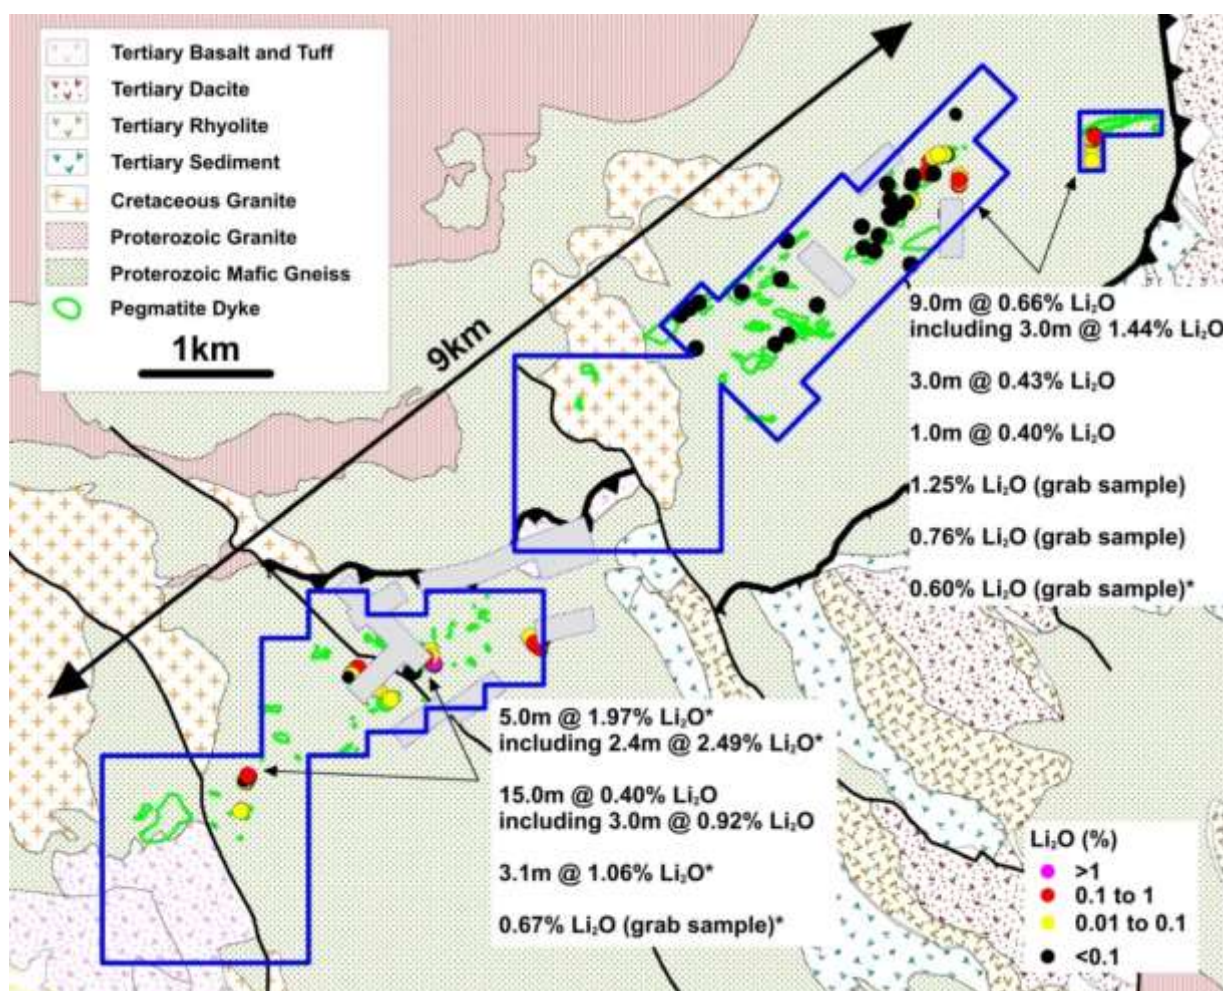 Tertiary Basalt and Tuff
Tertiary Dacite
Tertiary Rhyolite
Tertiary Sediment
Cretaceous Granite
Proterozoic Granite
Proterozoic Mafic Gneiss
Pegmatite Dyke
1km
9km
9.0m @ 0.66% Li₂O
including 3.0m @ 1.44% Li₂O
3.0m @ 0.43% Li₂O
1.0m @ 0.40% Li₂O
1.25% Li₂O (grab sample)
0.76% Li₂O (grab sample)
0.60% Li₂O (grab sample)*
5.0m @ 1.97% Li₂O*
including 2.4m @ 2.49% Li₂O*
15.0m @ 0.40% Li₂O
including 3.0m @ 0.92% Li₂O
3.1m @ 1.06% Li₂O*
0.67% Li₂O (grab sample)*
Li₂O (%)
>1
0.1 to 1
0.01 to 0.1
<0.1